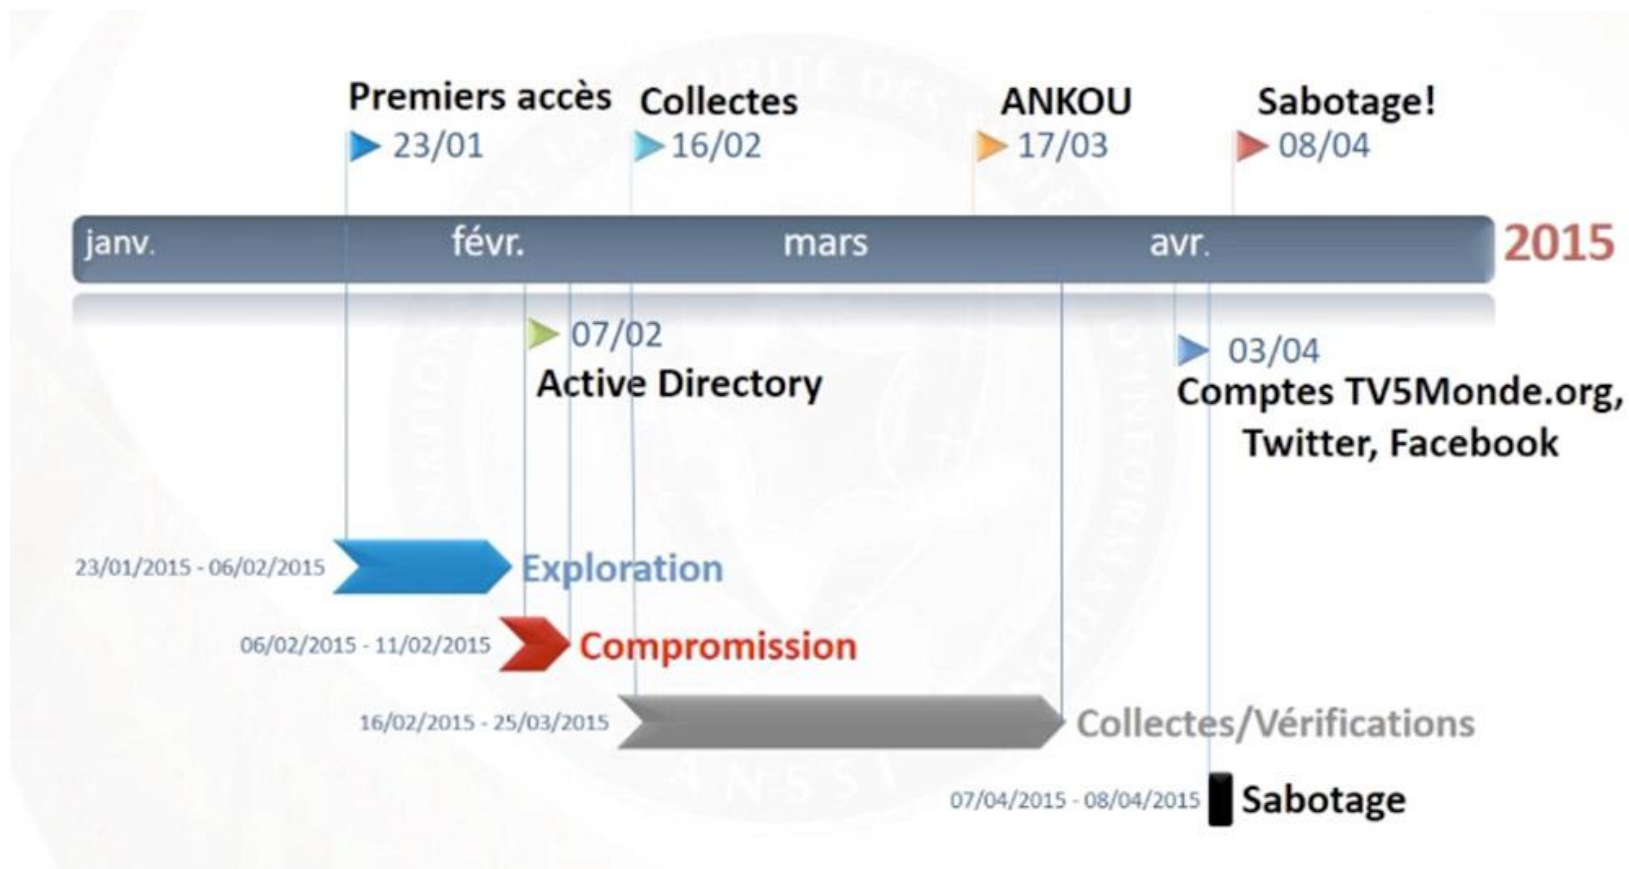 Premiers accès
23/01
Collectes
16/02
ANKOU
17/03
Sabotage!
08/04
janv.
févr.
mars
avr.
2015
07/02
Active Directory
03/04
Comptes TV5Monde.org,
Twitter, Facebook
23/01/2015 - 06/02/2015
Exploration
06/02/2015 - 11/02/2015
Compromission
16/02/2015 - 25/03/2015
Collectes/Vérifications
07/04/2015 - 08/04/2015
Sabotage
ANSSI